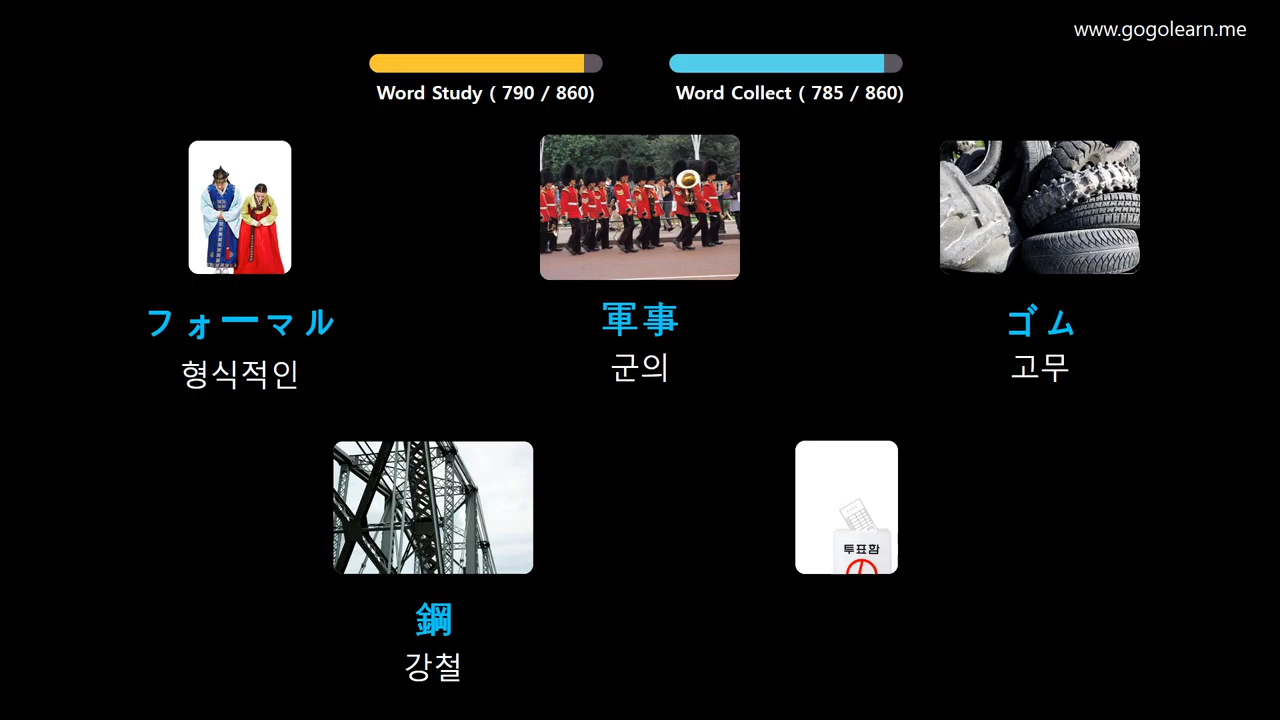 www.gogolearn.me
Word Study ( 790 / 860)
Word Collect ( 785 / 860)
フォーマル
형식적인
軍事
군의
ゴム
고무
투표함
鋼
강철